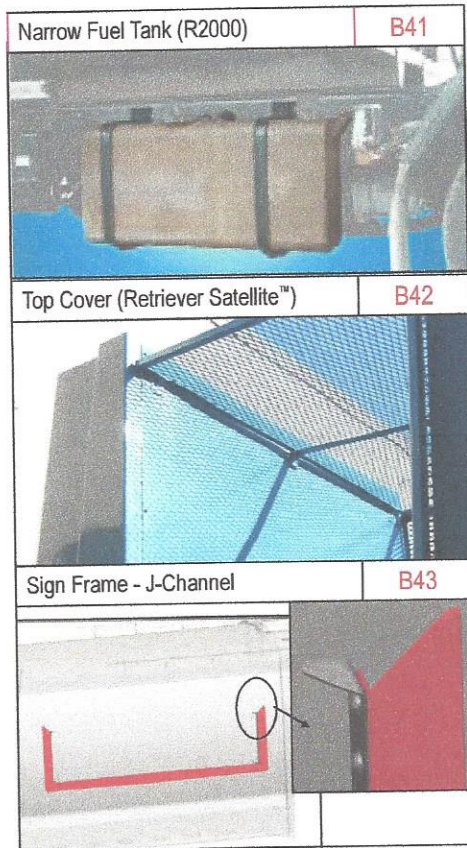 Narrow Fuel Tank (R2000) B41
Top Cover (Retriever Satellite™) B42
Sign Frame - J-Channel B43